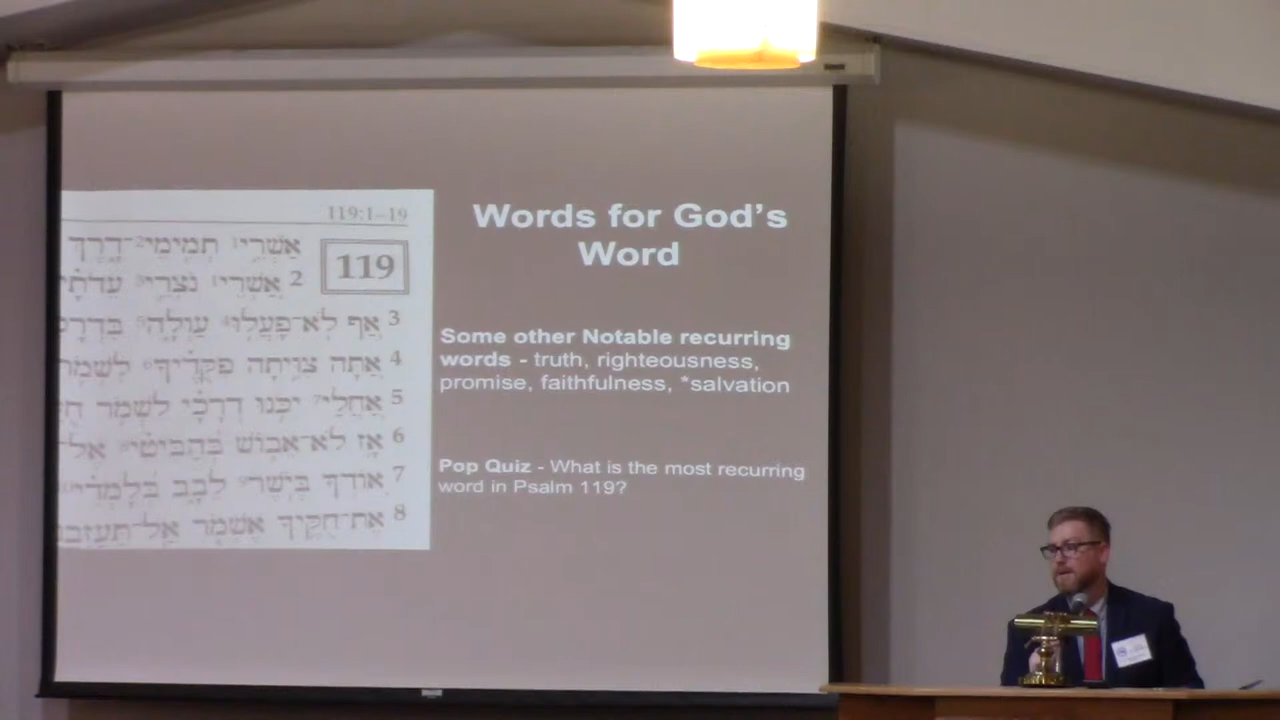 119:1–19
119
אַשְׁרֵי תְמִימֵי־דָרֶךְ
2 אַשְׁרֵי נֹצְרֵי עֵדֹתָי
3 אַף לֹא־פָעֲלוּ עַוְלָה בִּדְרָכ
4 אַתָּה צִוִּיתָה פִקֻּדֶיךָ לִשְׁמֹר
5 אַחֲלַי יִכֹּנוּ דְרָכָי לִשְׁמֹר חֻ
6 אָז לֹא־אֵבוֹשׁ בְּהַבִּיטִי אֶל־
7 אוֹדְךָ בְּיֹשֶׁר לֵבָב בְּלָמְדִי
8 אֶת־חֻקֶּיךָ אֶשְׁמֹר אַל־תַּעַזְבֵ
Words for God's
Word
Some other Notable recurring
words - truth, righteousness,
promise, faithfulness, *salvation
Pop Quiz - What is the most recurring
word in Psalm 119?